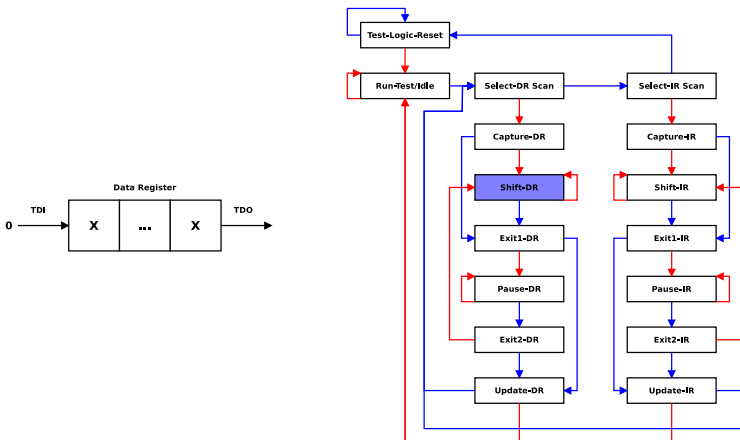 Test-Logic-Reset
Run-Test/Idle
Select-DR Scan
Select-IR Scan
Capture-DR
Capture-IR
Data Register
Shift-DR
Shift-IR
TDI
TDO
0
X
...
X
Exit1-DR
Exit1-IR
Pause-DR
Pause-IR
Exit2-DR
Exit2-IR
Update-DR
Update-IR